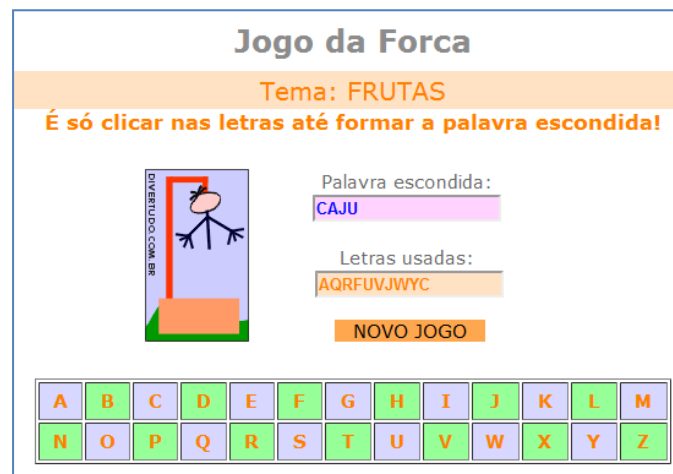 Jogo da Forca
Tema: FRUTAS
É só clicar nas letras até formar a palavra escondida!
DIVERTUDO.COM.BR
Palavra escondida:
CAJU
Letras usadas:
AQRFUVJWYC
NOVO JOGO
A B C D E F G H I J K L M
N O P Q R S T U V W X Y Z